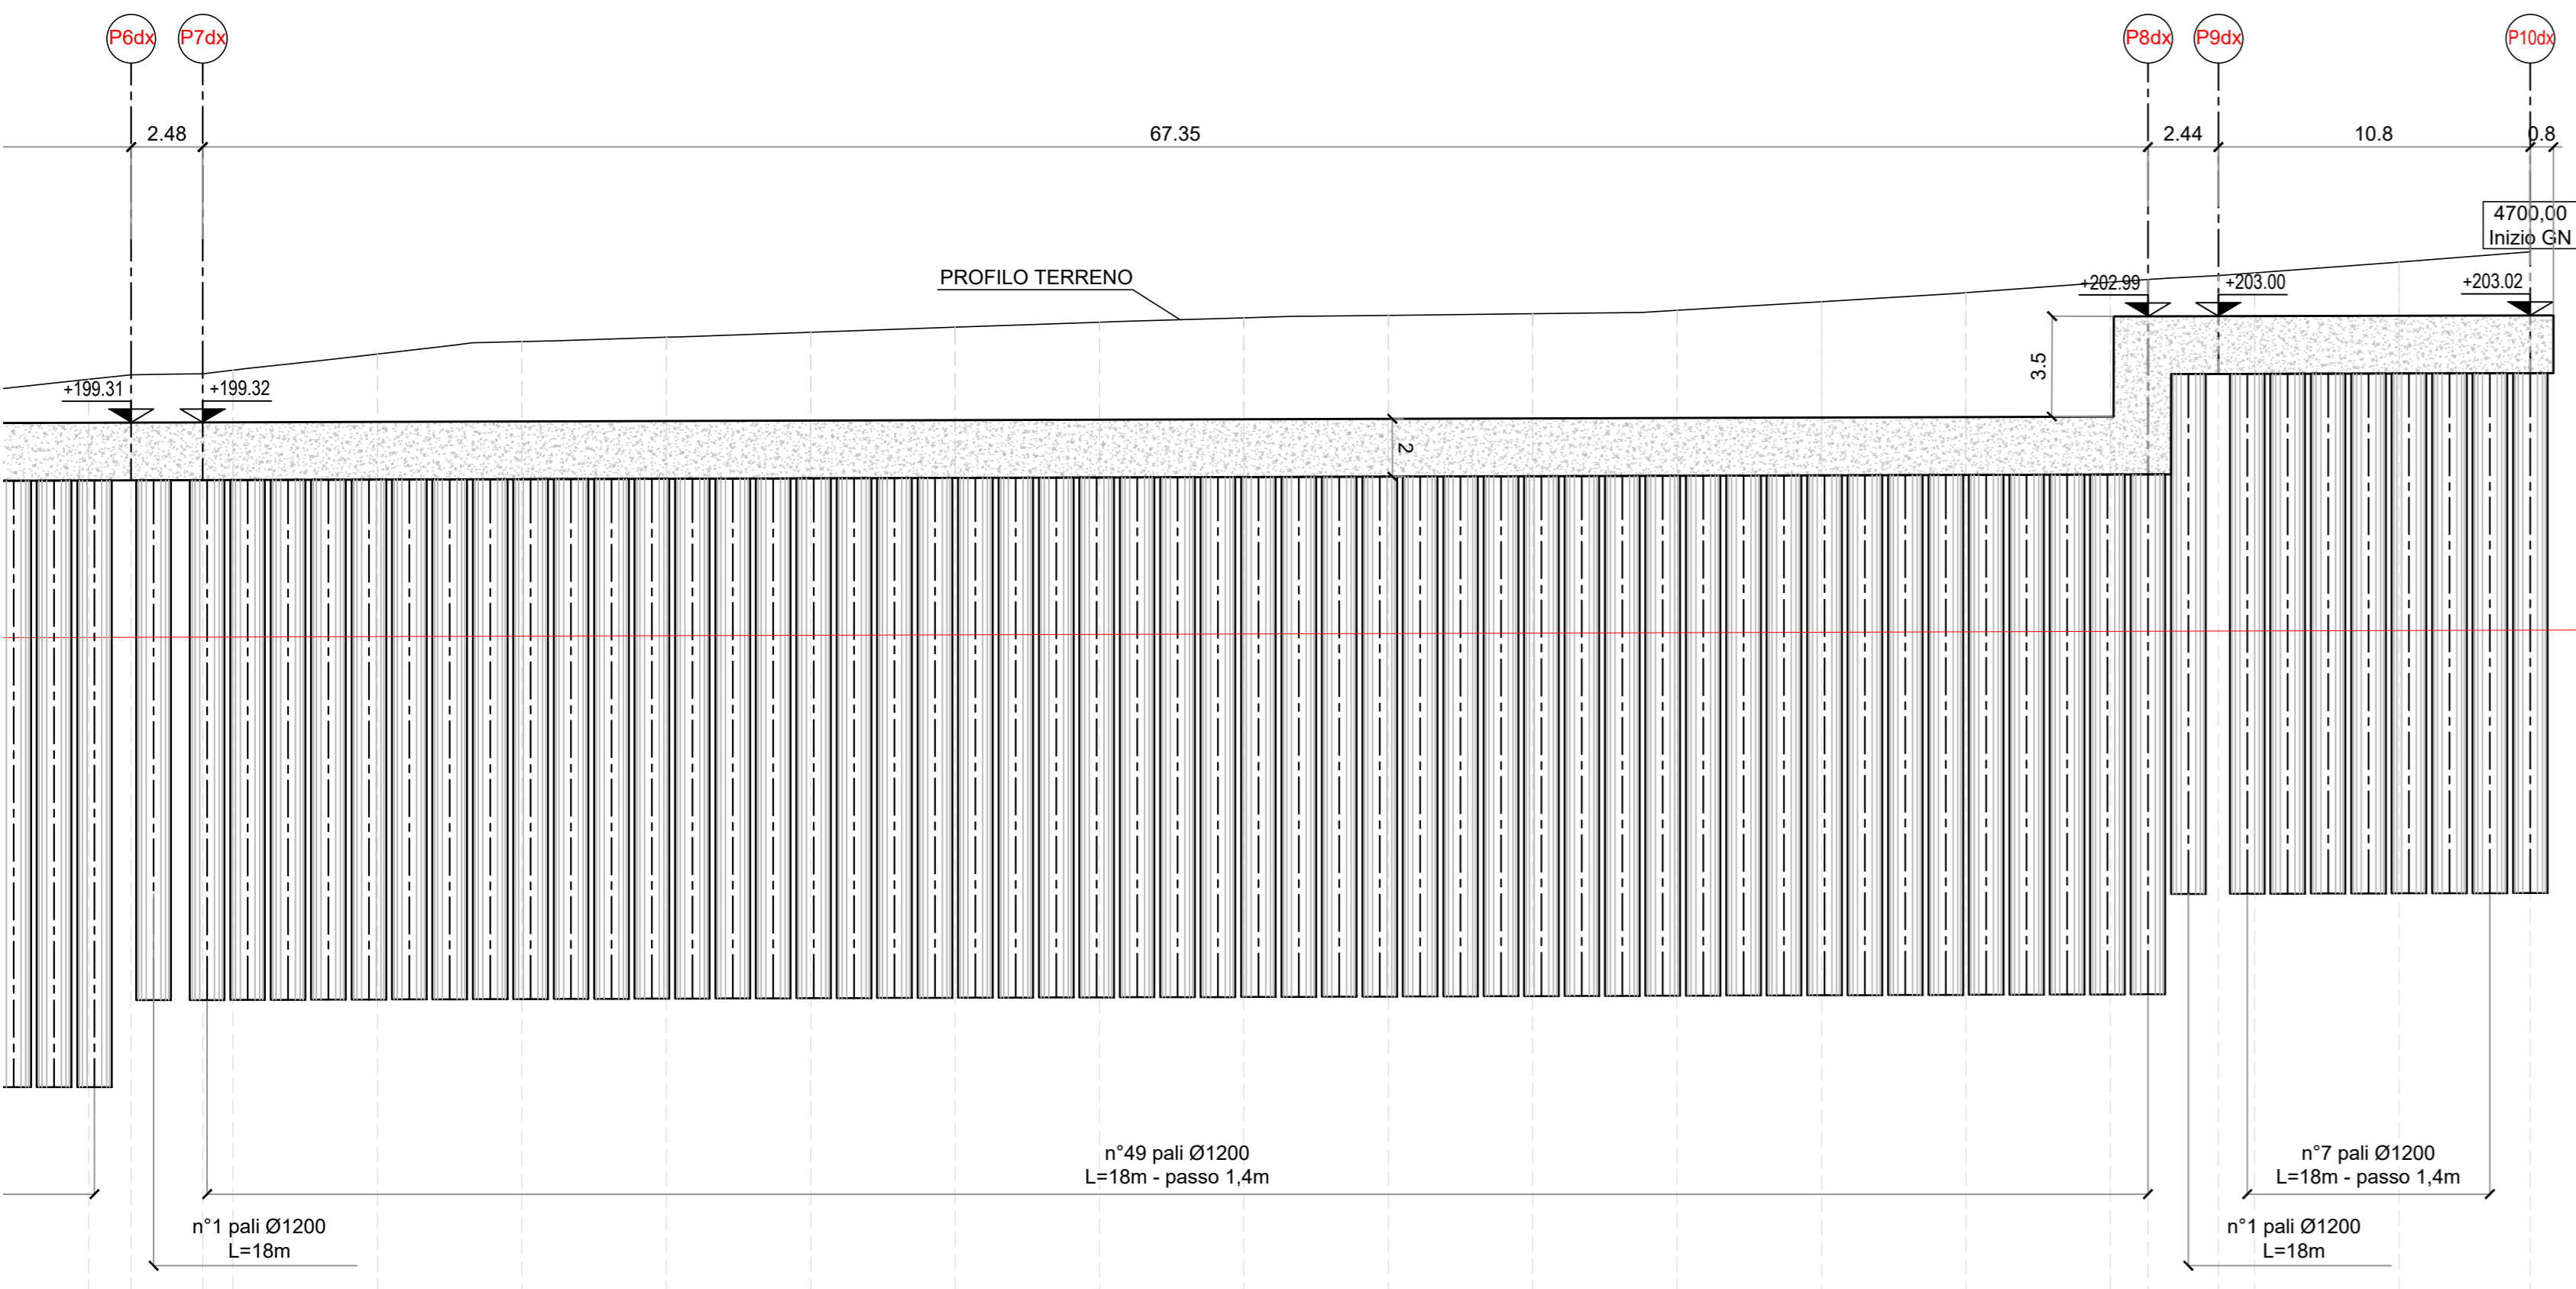 P6dx P7dx P8dx P9dx P10dx
2.48 67.35 2.44 10.8 0.8
4700,00
Inizio GN
PROFILO TERRENO
+202.99 +203.00 +203.02
3.5
+199.31 +199.32
2
n°49 pali Ø1200
L=18m - passo 1,4m
n°7 pali Ø1200
L=18m - passo 1,4m
n°1 pali Ø1200
L=18m
n°1 pali Ø1200
L=18m